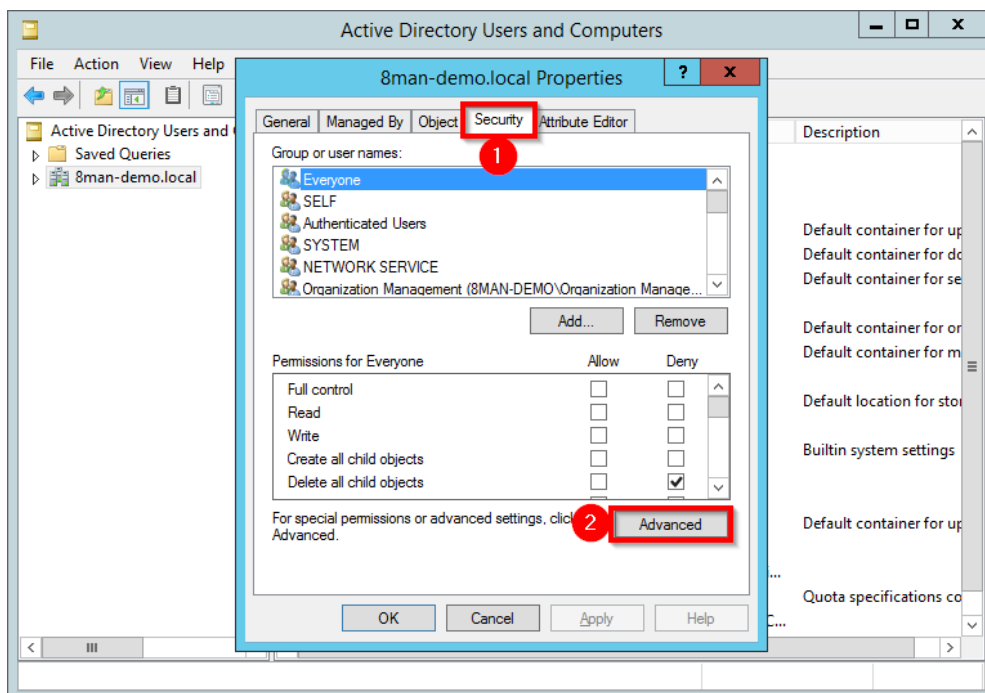 Active Directory Users and Computers
File Action View Help
8man-demo.local Properties
?
x
General Managed By Object Security Attribute Editor
1
Active Directory Users and
Saved Queries
8man-demo.local
Group or user names:
Everyone
SELF
Authenticated Users
SYSTEM
NETWORK SERVICE
Organization Management (8MAN-DEMO\Organization Manage...
Add... Remove
Permissions for Everyone Allow Deny
Full control
Read
Write
Create all child objects
Delete all child objects
For special permissions or advanced settings, click
Advanced.
2
Advanced
OK Cancel Apply Help
Description
Default container for up
Default container for
Default container for se
Default container for or
Default container for m
Default location for
Builtin system settings
Default container for up
Quota specifications co